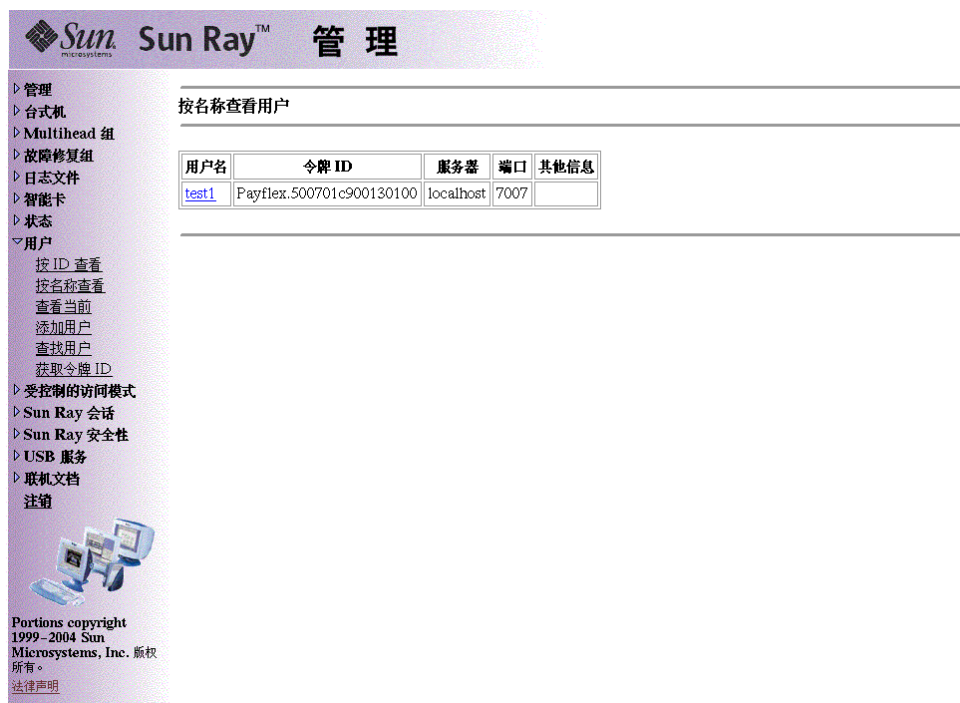 Sun microsystems Sun Ray™ 管 理
管理
台式机
Multihead 组
故障修复组
日志文件
智能卡
状态
用户
按 ID 查看
按名称查看
查看当前
添加用户
查找用户
获取令牌 ID
受控制的访问模式
Sun Ray 会话
Sun Ray 安全性
USB 服务
联机文档
注销
Portions copyright
1999-2004 Sun
Microsystems, Inc. 版权
所有。
法律声明
按名称查看用户
用户名 令牌 ID 服务器 端口 其他信息
test1 Payflex.500701c900130100 localhost 7007